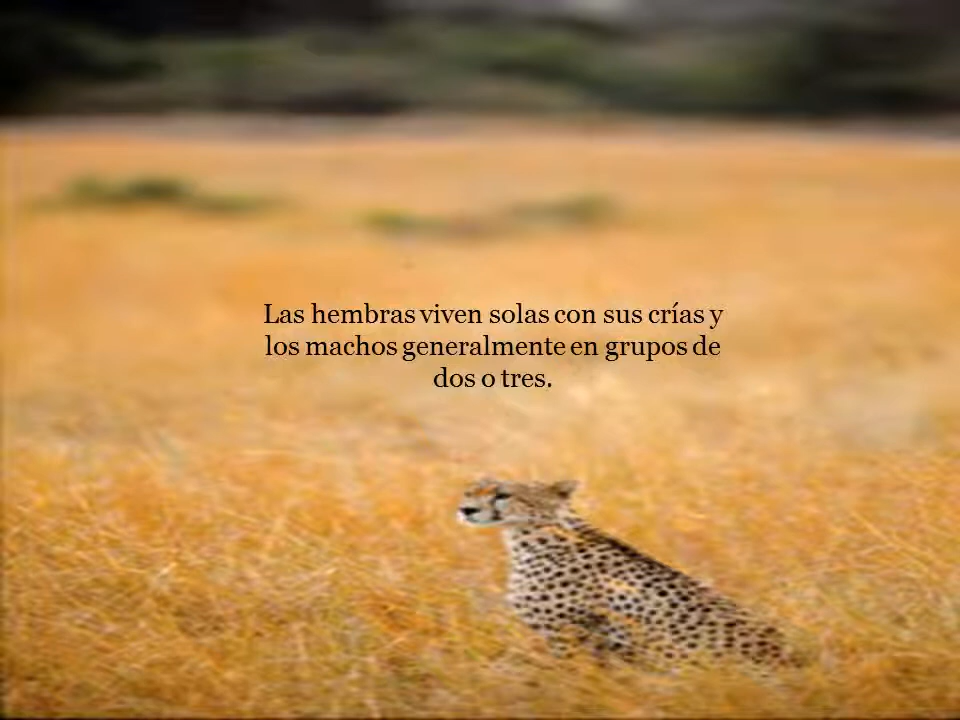 Las hembras viven solas con sus crías y
los machos generalmente en grupos de
dos o tres.